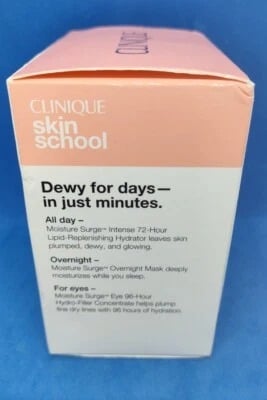 CLINIQUE
CLINIQUE
skin
school
Dewy for days—
in just minutes.
All day –
Moisture Surge™ Intense 72-Hour
Lipid-Replenishing Hydrator leaves skin
plumped, dewy, and glowing.
Overnight –
Moisture Surge™ Overnight Mask deeply
moisturizes while you sleep.
For eyes –
Moisture Surge™ Eye 96-Hour
Hydro-Filler Concentrate helps plump
fine dry lines with 96 hours of hydration.